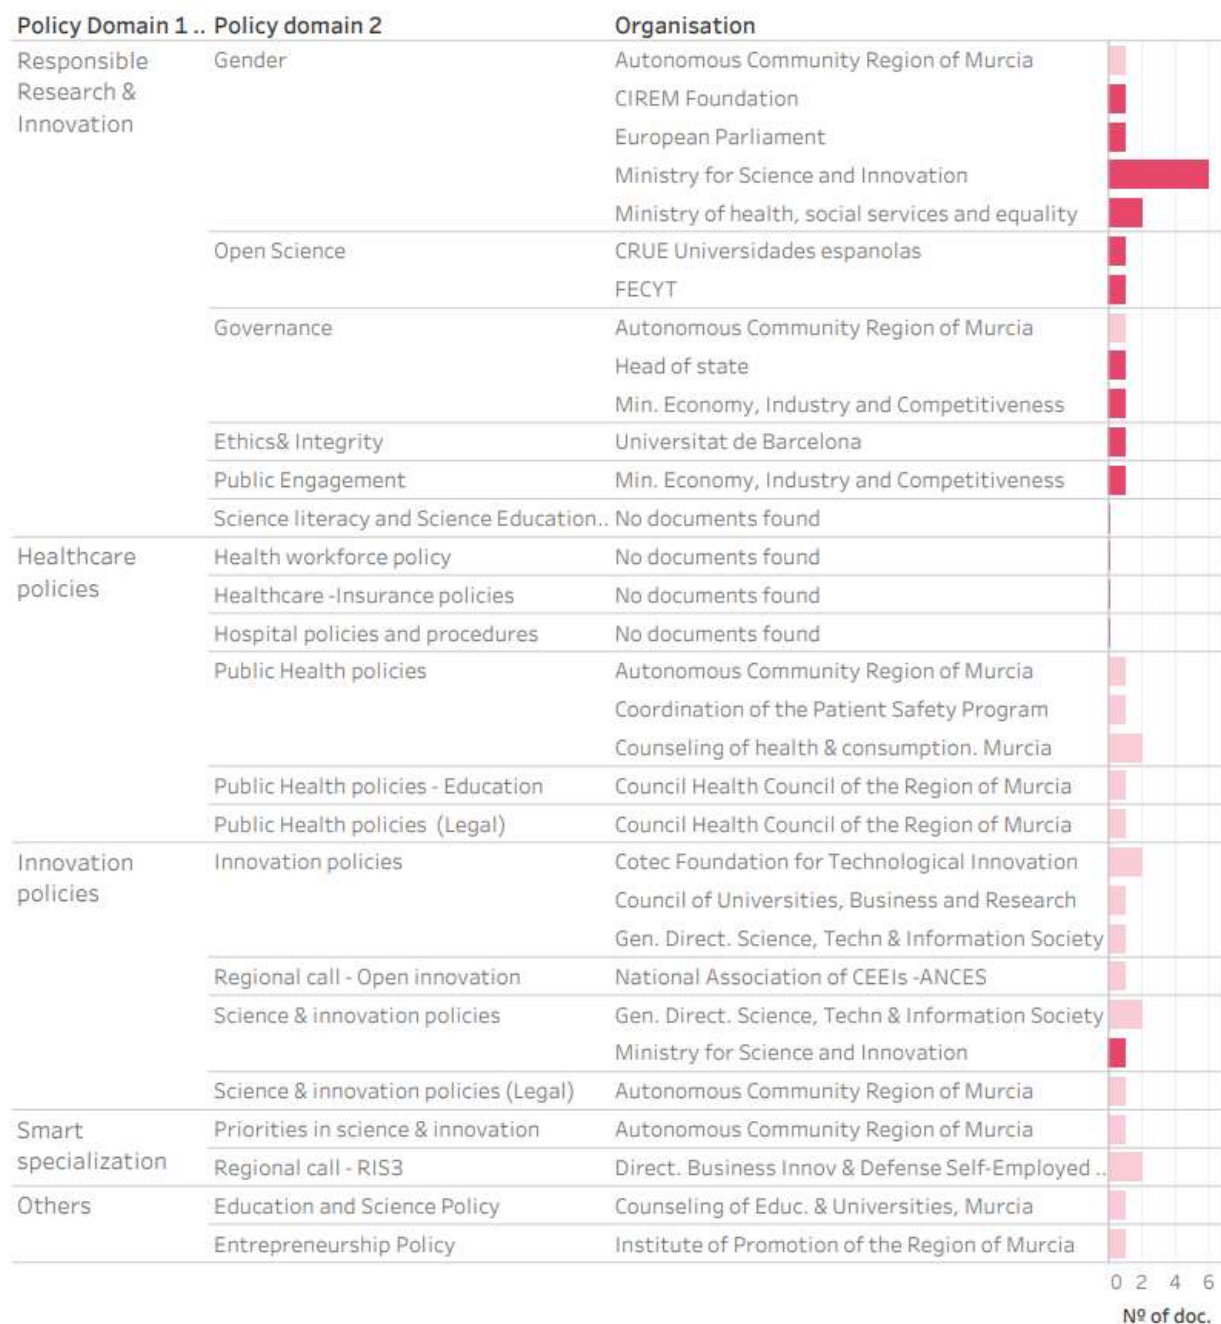 Policy Domain 1 .. Policy domain 2 Organisation
Responsible Gender Autonomous Community Region of Murcia
Research & CIREM Foundation
Innovation European Parliament
Ministry for Science and Innovation
Ministry of health, social services and equality
Open Science CRUE Universidades espanolas
FECYT
Governance Autonomous Community Region of Murcia
Head of state
Min. Economy, Industry and Competitiveness
Ethics& Integrity Universitat de Barcelona
Public Engagement Min. Economy, Industry and Competitiveness
Science literacy and Science Education.. No documents found
Healthcare Health workforce policy No documents found
policies Healthcare -Insurance policies No documents found
Hospital policies and procedures No documents found
Public Health policies Autonomous Community Region of Murcia
Coordination of the Patient Safety Program
Counseling of health & consumption. Murcia
Public Health policies - Education Council Health Council of the Region of Murcia
Public Health policies (Legal) Council Health Council of the Region of Murcia
Innovation Innovation policies Cotec Foundation for Technological Innovation
policies Council of Universities, Business and Research
Gen. Direct. Science, Techn & Information Society
Regional call - Open innovation National Association of CEEIs -ANCES
Science & innovation policies Gen. Direct. Science, Techn & Information Society
Ministry for Science and Innovation
Science & innovation policies (Legal) Autonomous Community Region of Murcia
Smart Priorities in science & innovation Autonomous Community Region of Murcia
specialization Regional call - RIS3 Direct. Business Innov & Defense Self-Employed ..
Others Education and Science Policy Counseling of Educ. & Universities, Murcia
Entrepreneurship Policy Institute of Promotion of the Region of Murcia
0 2 4 6
Nº of doc.